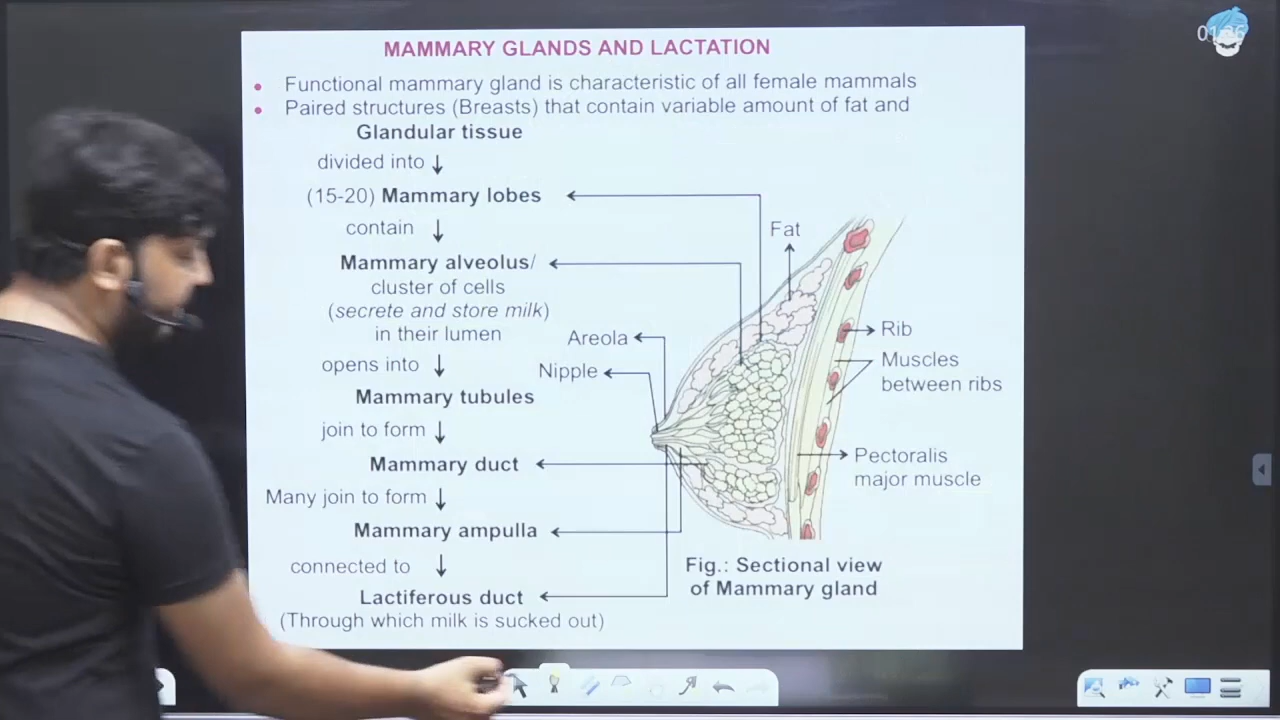 MAMMARY GLANDS AND LACTATION
• Functional mammary gland is characteristic of all female mammals
• Paired structures (Breasts) that contain variable amount of fat and
Glandular tissue
divided into ↓
(15-20) Mammary lobes
contain ↓
Mammary alveolus/
cluster of cells
(secrete and store milk)
in their lumen
opens into ↓
Mammary tubules
join to form ↓
Mammary duct
Many join to form ↓
Mammary ampulla
connected to ↓
Lactiferous duct
(Through which milk is sucked out)
Fat
Areola
Nipple
Rib
Muscles
between ribs
Pectoralis
major muscle
Fig.: Sectional view
of Mammary gland